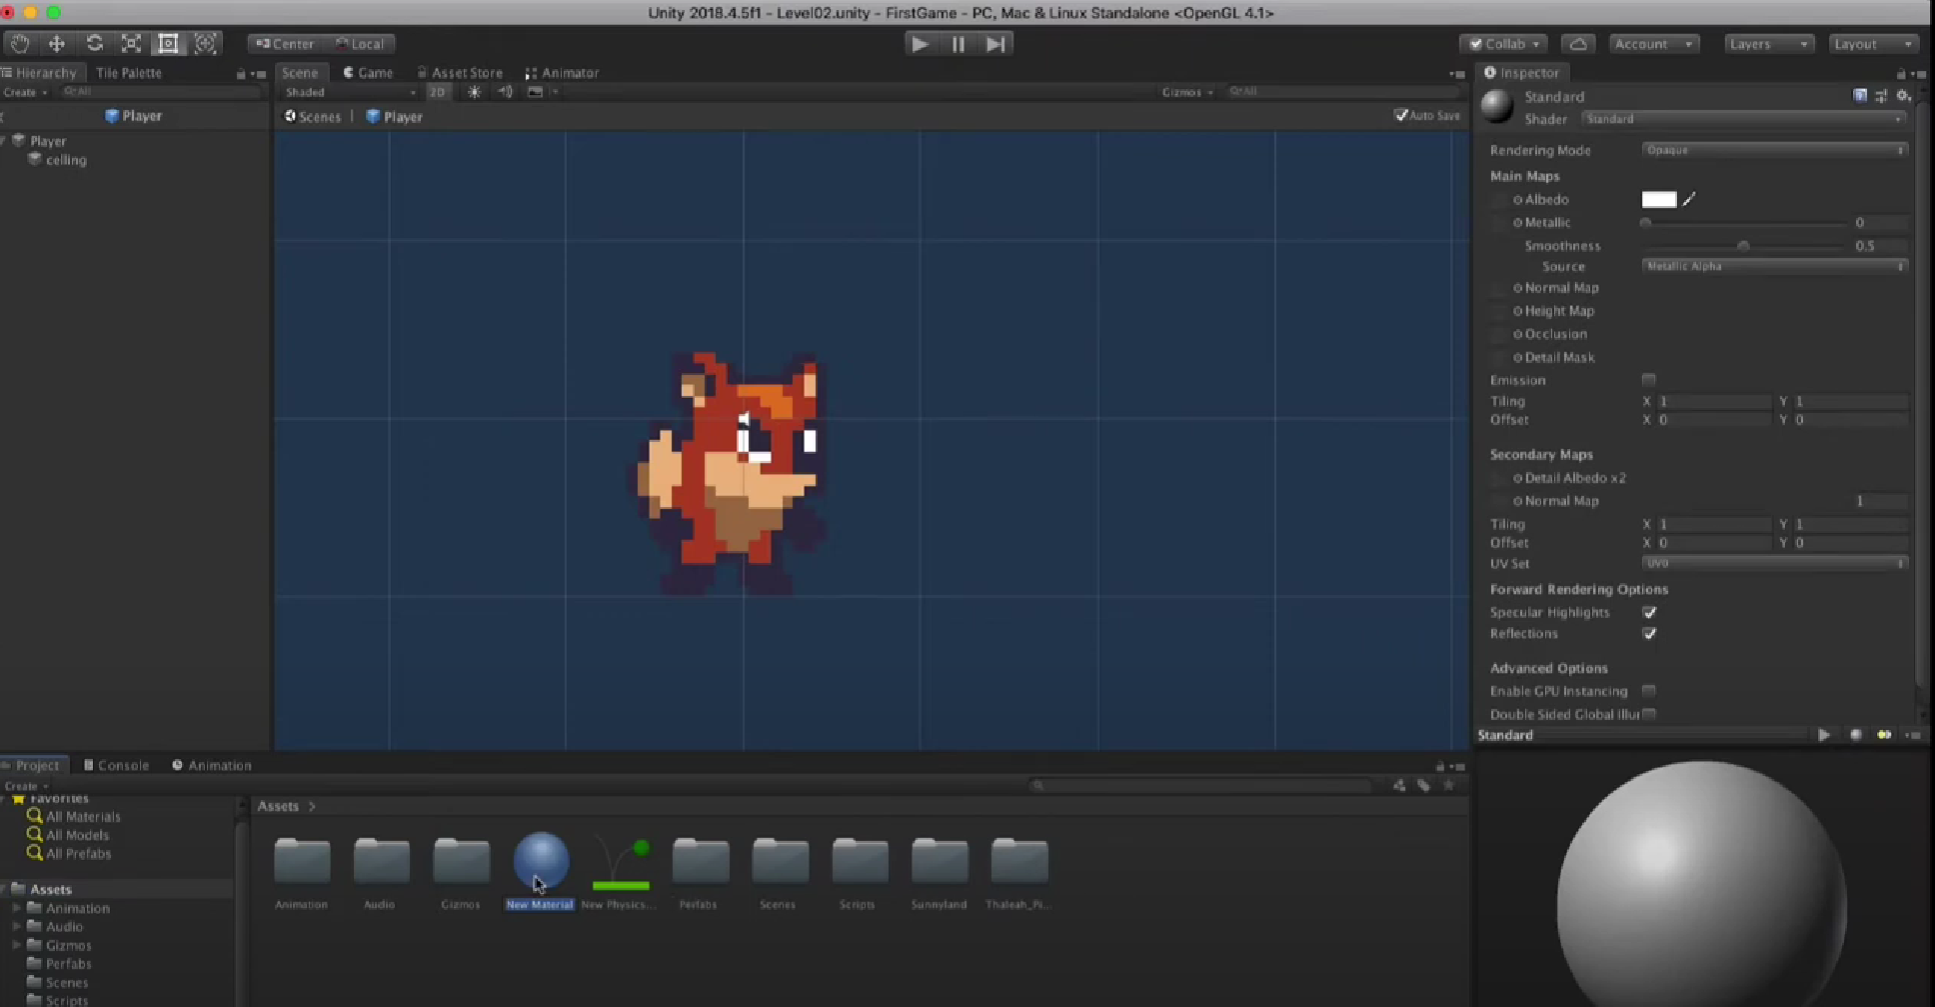 Unity 2018.4.5f1 - Level02.unity - FirstGame - PC, Mac & Linux Standalone <OpenGL 4.1>
Center Local
Collab Account Layers Layout
Hierarchy Tile Palette
Create All
Player
Player
celling
Scene Game Asset Store Animator
Shaded 2D Gizmos All
Scenes Player Auto Save
Inspector
Standard
Shader Standard
Rendering Mode Opaque
Main Maps
Albedo
Metallic 0
Smoothness 0.5
Source Metallic Alpha
Normal Map
Height Map
Occlusion
Detail Mask
Emission
Tiling X 1 Y 1
Offset X 0 Y 0
Secondary Maps
Detail Albedo x2
Normal Map 1
Tiling X 1 Y 1
Offset X 0 Y 0
UV Set UV0
Forward Rendering Options
Specular Highlights
Reflections
Advanced Options
Enable GPU Instancing
Double Sided Global Illur
Standard
Project Console Animation
Create
Favorites
All Materials
All Models
All Prefabs
Assets
Animation
Audio
Gizmos
Perfabs
Scenes
Scripts
Assets
Animation Audio Gizmos New Material New Physics... Perfabs Scenes Scripts Sunnyland Thaleah_Pi...